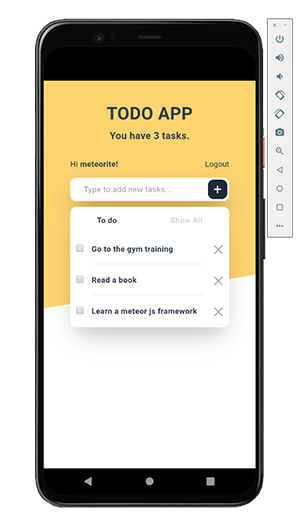 TODO APP
You have 3 tasks.
Hi meteorite! Logout
Type to add new tasks...
To do Show All
Go to the gym training
Read a book
Learn a meteor js framework